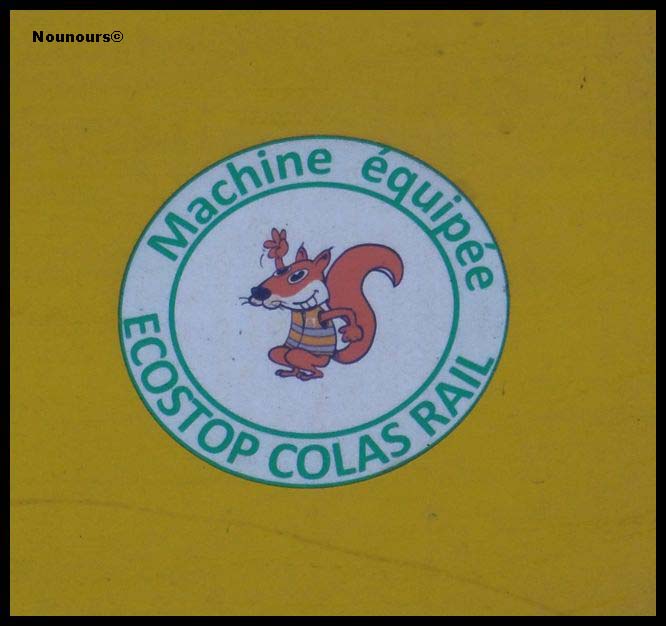 Nounours©
Machine équipée
ECOSTOP COLAS RAIL